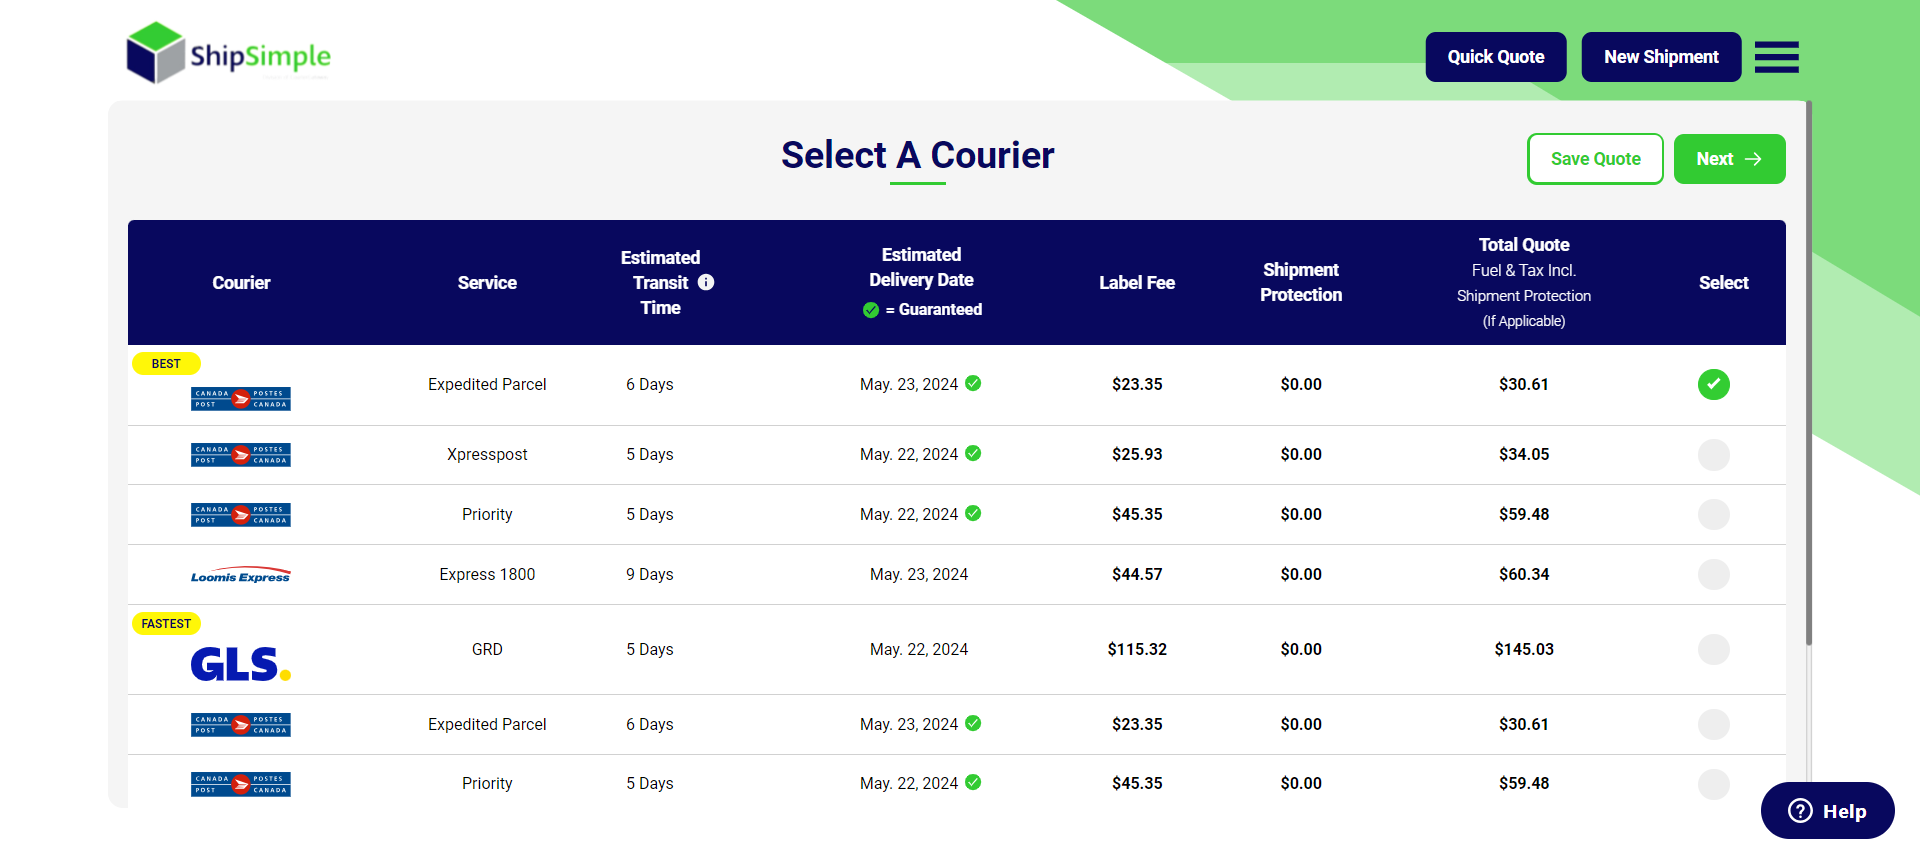 ShipSimple
Quick Quote
New Shipment
Select A Courier
Save Quote
Next →
Courier
Service
Estimated
Transit
Time
Estimated
Delivery Date
= Guaranteed
Label Fee
Shipment
Protection
Total Quote
Fuel & Tax Incl.
Shipment Protection
(If Applicable)
Select
BEST
CANADA POSTES
POST CANADA
Expedited Parcel 6 Days May. 23, 2024 $23.35 $0.00 $30.61
CANADA POSTES
POST CANADA
Xpresspost 5 Days May. 22, 2024 $25.93 $0.00 $34.05
CANADA POSTES
POST CANADA
Priority 5 Days May. 22, 2024 $45.35 $0.00 $59.48
Loomis Express Express 1800 9 Days May. 23, 2024 $44.57 $0.00 $60.34
FASTEST
GLS. GRD 5 Days May. 22, 2024 $115.32 $0.00 $145.03
CANADA POSTES
POST CANADA
Expedited Parcel 6 Days May. 23, 2024 $23.35 $0.00 $30.61
CANADA POSTES
POST CANADA
Priority 5 Days May. 22, 2024 $45.35 $0.00 $59.48
Help